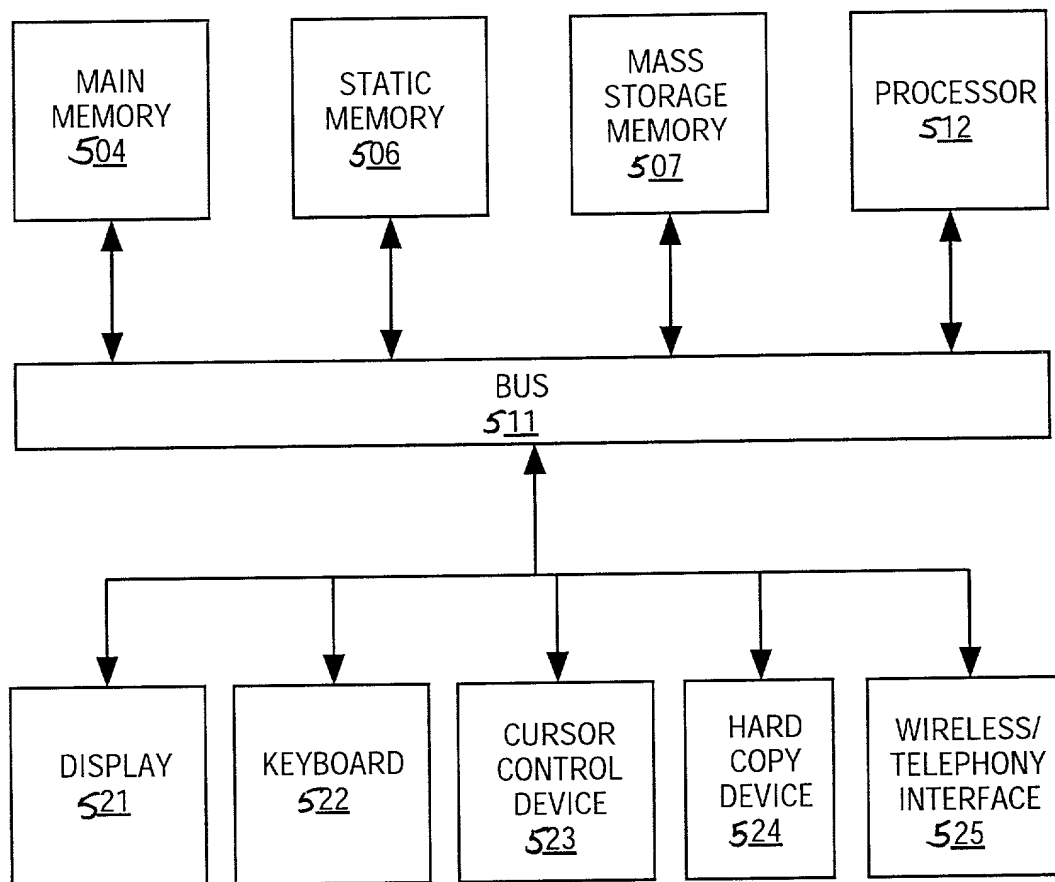 MAIN
MEMORY
504
STATIC
MEMORY
506
MASS
STORAGE
MEMORY
507
PROCESSOR
512
BUS
511
DISPLAY
521
KEYBOARD
522
CURSOR
CONTROL
DEVICE
523
HARD
COPY
DEVICE
524
WIRELESS/
TELEPHONY
INTERFACE
525